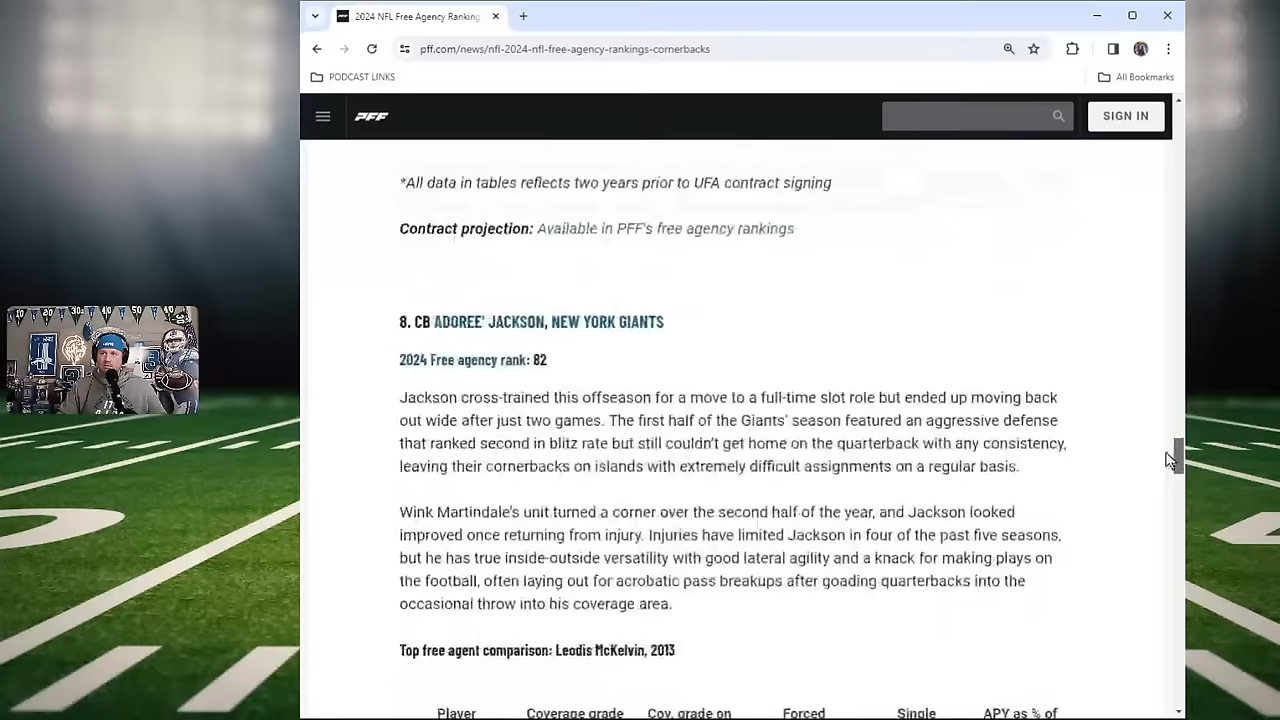 2024 NFL Free Agency Ranking
pff.com/news/nfl-2024-nfl-free-agency-rankings-cornerbacks
PODCAST LINKS
All Bookmarks
PFF
SIGN IN
*All data in tables reflects two years prior to UFA contract signing
Contract projection: Available in PFF's free agency rankings
8. CB ADOREE' JACKSON, NEW YORK GIANTS
2024 Free agency rank: 82
Jackson cross-trained this offseason for a move to a full-time slot role but ended up moving back
out wide after just two games. The first half of the Giants' season featured an aggressive defense
that ranked second in blitz rate but still couldn't get home on the quarterback with any consistency,
leaving their cornerbacks on islands with extremely difficult assignments on a regular basis.
Wink Martindale's unit turned a corner over the second half of the year, and Jackson looked
improved once returning from injury. Injuries have limited Jackson in four of the past five seasons,
but he has true inside-outside versatility with good lateral agility and a knack for making plays on
the football, often laying out for acrobatic pass breakups after goading quarterbacks into the
occasional throw into his coverage area.
Top free agent comparison: Leodis McKelvin, 2013
Player Coverage grade Cov. grade on Forced Single APY as % of